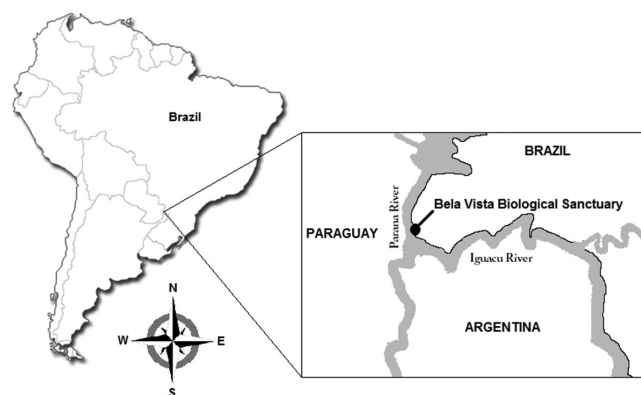 Brazil
N
W
E
S
BRAZIL
Bela Vista Biological Sanctuary
Parana River
PARAGUAY
Iguacu River
ARGENTINA